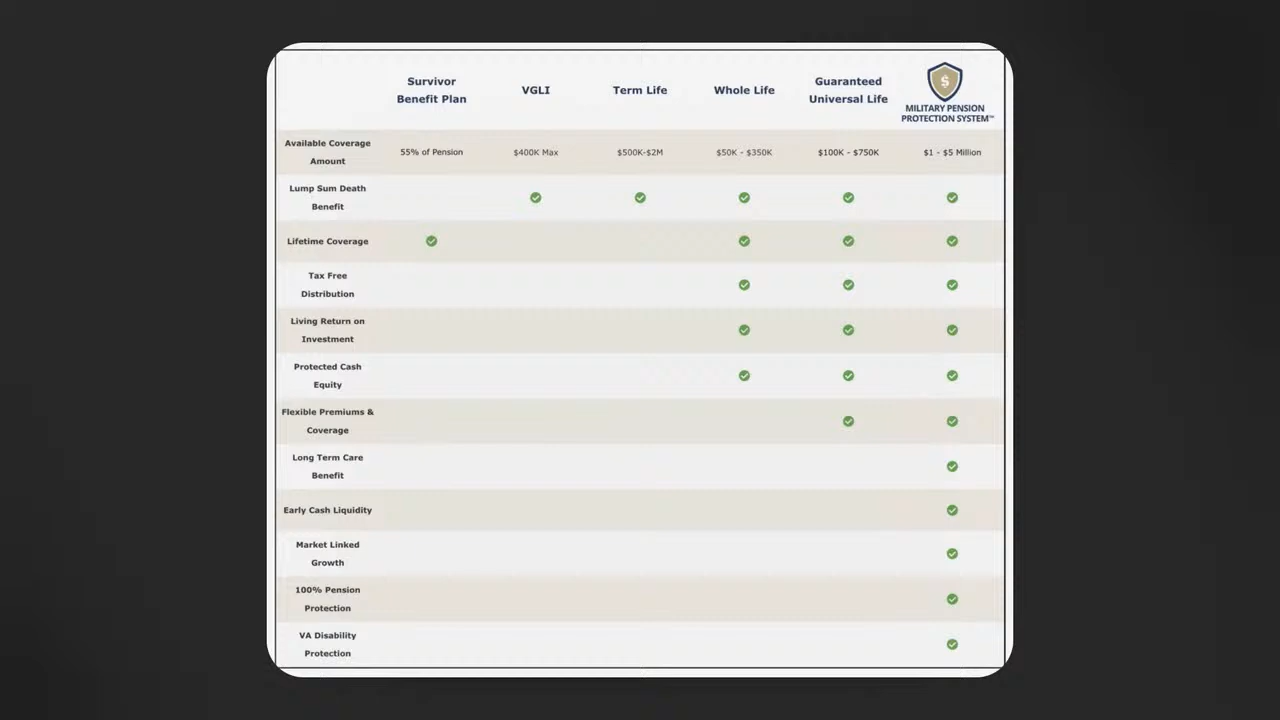 Survivor
Benefit Plan
VGLI
Term Life
Whole Life
Guaranteed
Universal Life
$
MILITARY PENSION
PROTECTION SYSTEM™
Available Coverage
Amount
55% of Pension
$400K Max
$500K-$2M
$50K - $350K
$100K - $750K
$1 - $5 Million
Lump Sum Death
Benefit
Lifetime Coverage
Tax Free
Distribution
Living Return on
Investment
Protected Cash
Equity
Flexible Premiums &
Coverage
Long Term Care
Benefit
Early Cash Liquidity
Market Linked
Growth
100% Pension
Protection
VA Disability
Protection